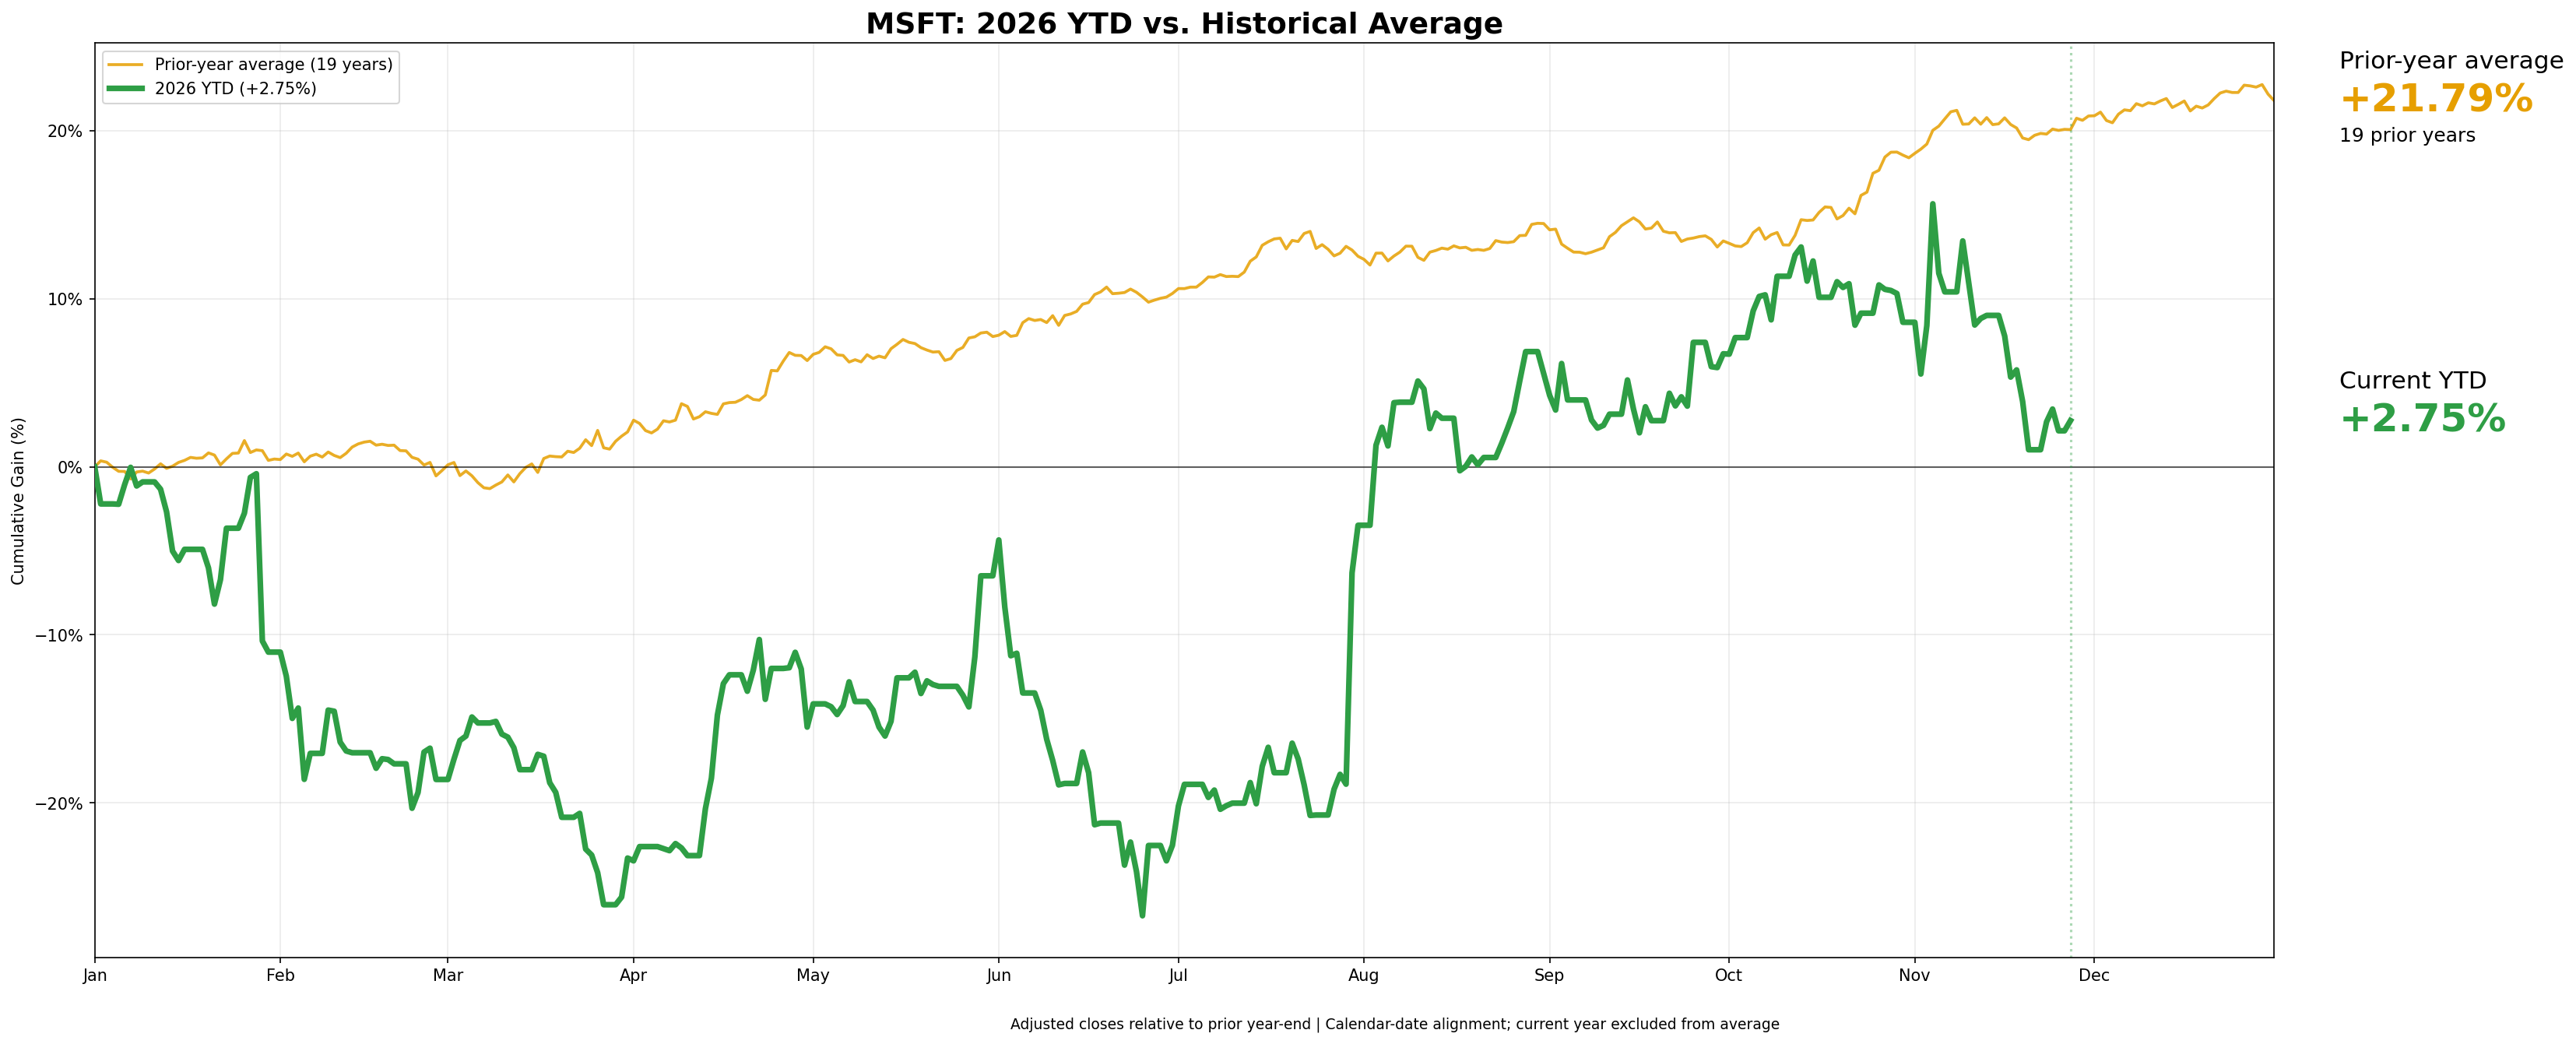 MSFT: 2026 YTD vs. Historical Average
Prior-year average (19 years)
2026 YTD (+2.75%)
Prior-year average
+21.79%
19 prior years
Current YTD
+2.75%
Cumulative Gain (%)
20%
10%
0%
−10%
−20%
Jan Feb Mar Apr May Jun Jul Aug Sep Oct Nov Dec
Adjusted closes relative to prior year-end | Calendar-date alignment; current year excluded from average